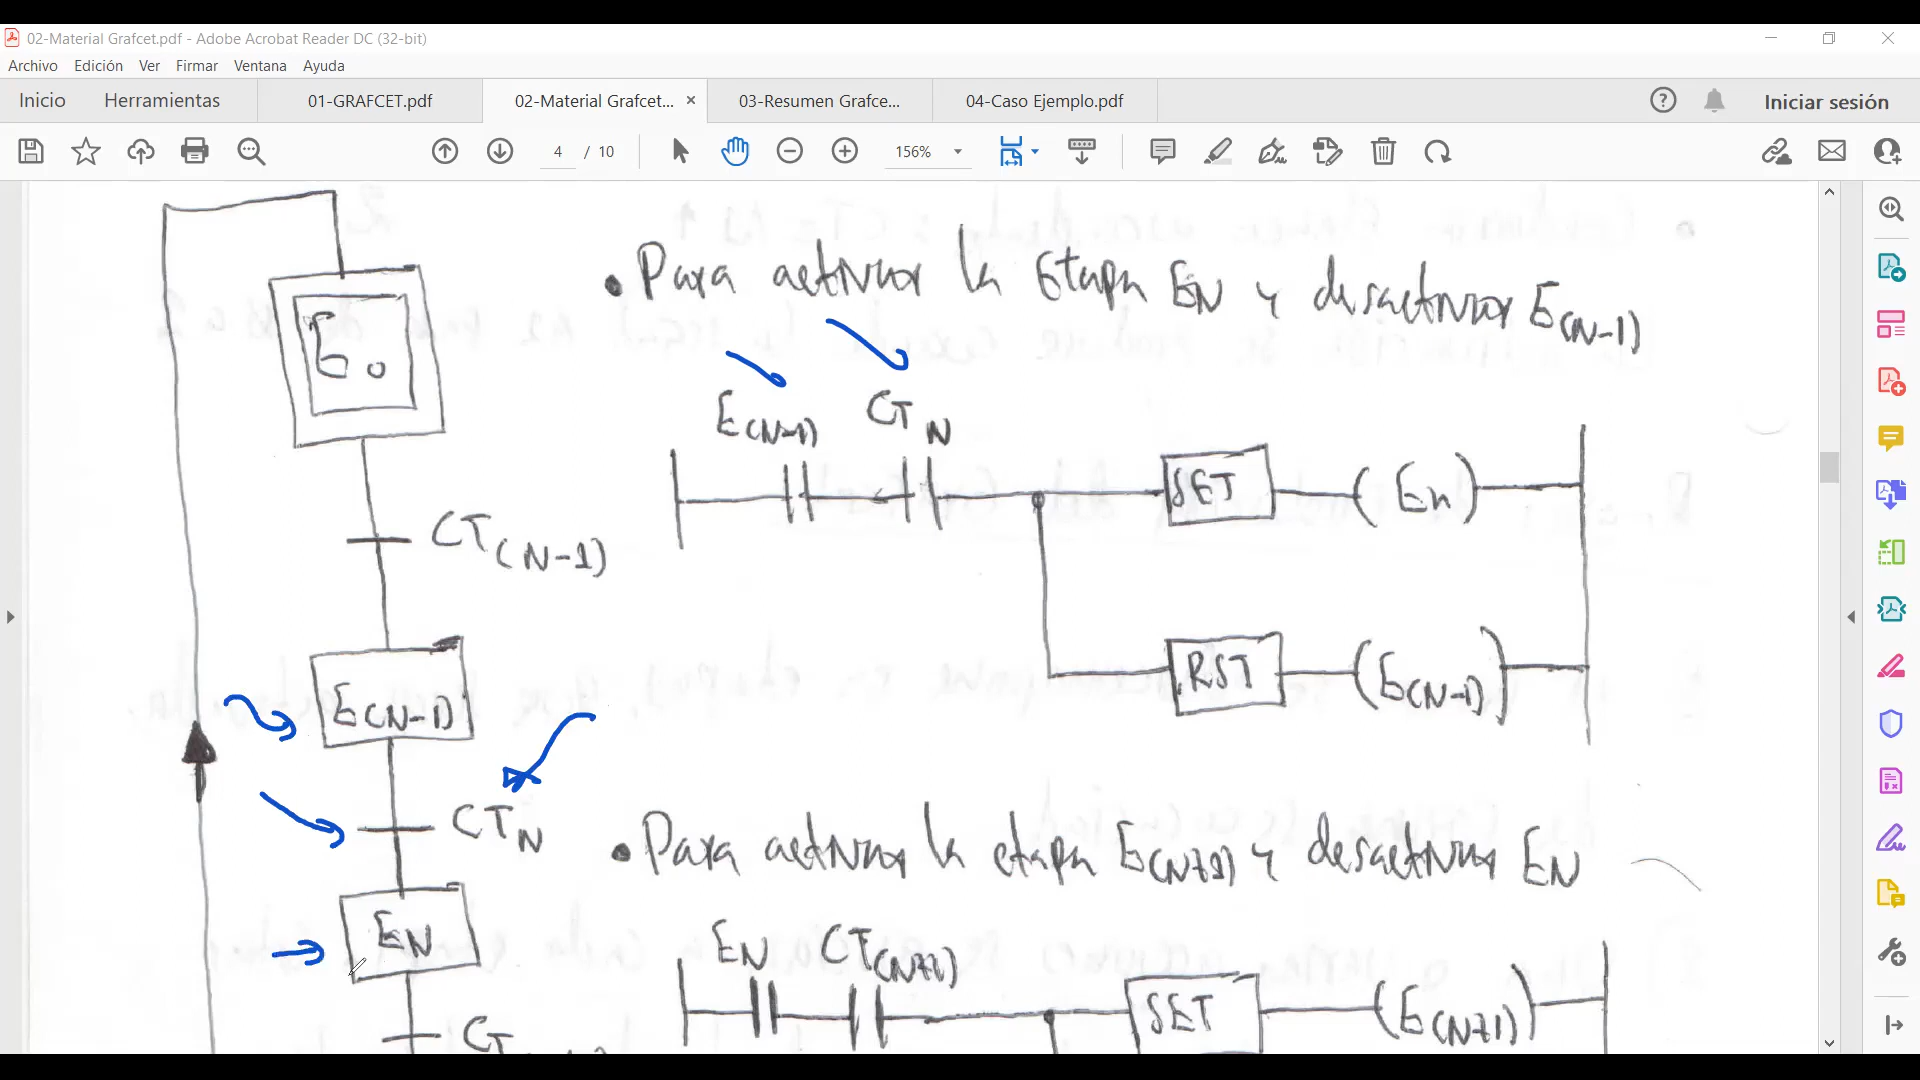 02-Material Grafcet.pdf - Adobe Acrobat Reader DC (32-bit)
Archivo Edición Ver Firmar Ventana Ayuda
Inicio Herramientas 01-GRAFCET.pdf 02-Material Grafcet... × 03-Resumen Grafce... 04-Caso Ejemplo.pdf Iniciar sesión
4 / 10 156%
• Para activar la Etapa EN y desactivar E(N-1)
E0
E(N-1) CTN
SET (En)
CT(N-1)
RST (E(N-1))
E(N-1)
CTN
• Para activar la etapa E(N+1) y desactivar EN
EN
EN CT(N+1)
SET (E(N+1))
CT